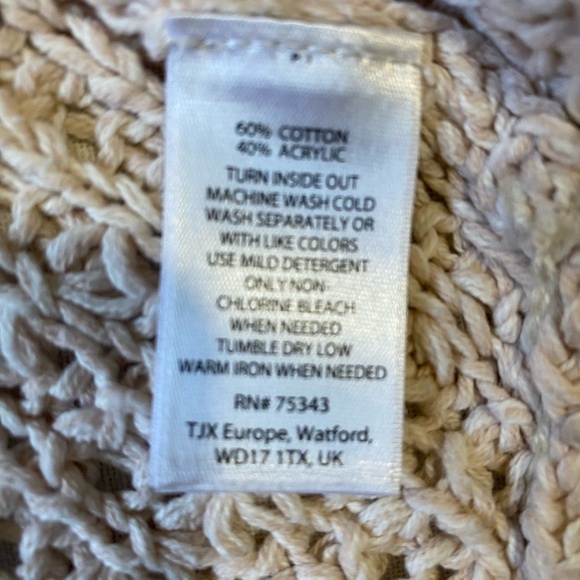 60% COTTON
40% ACRYLIC
TURN INSIDE OUT
MACHINE WASH COLD
WASH SEPARATELY OR
WITH LIKE COLORS
USE MILD DETERGENT
ONLY NON-
CHLORINE BLEACH
WHEN NEEDED
TUMBLE DRY LOW
WARM IRON WHEN NEEDED
RN# 75343
TJX Europe, Watford,
WD17 1TX, UK